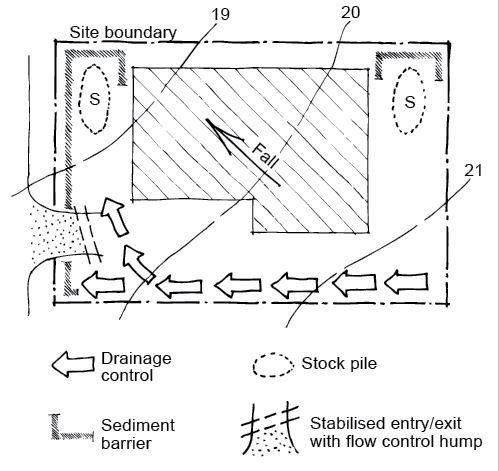 19
20
Site boundary
S
S
Fall
21
Drainage
control
Stock pile
Sediment
barrier
Stabilised entry/exit
with flow control hump